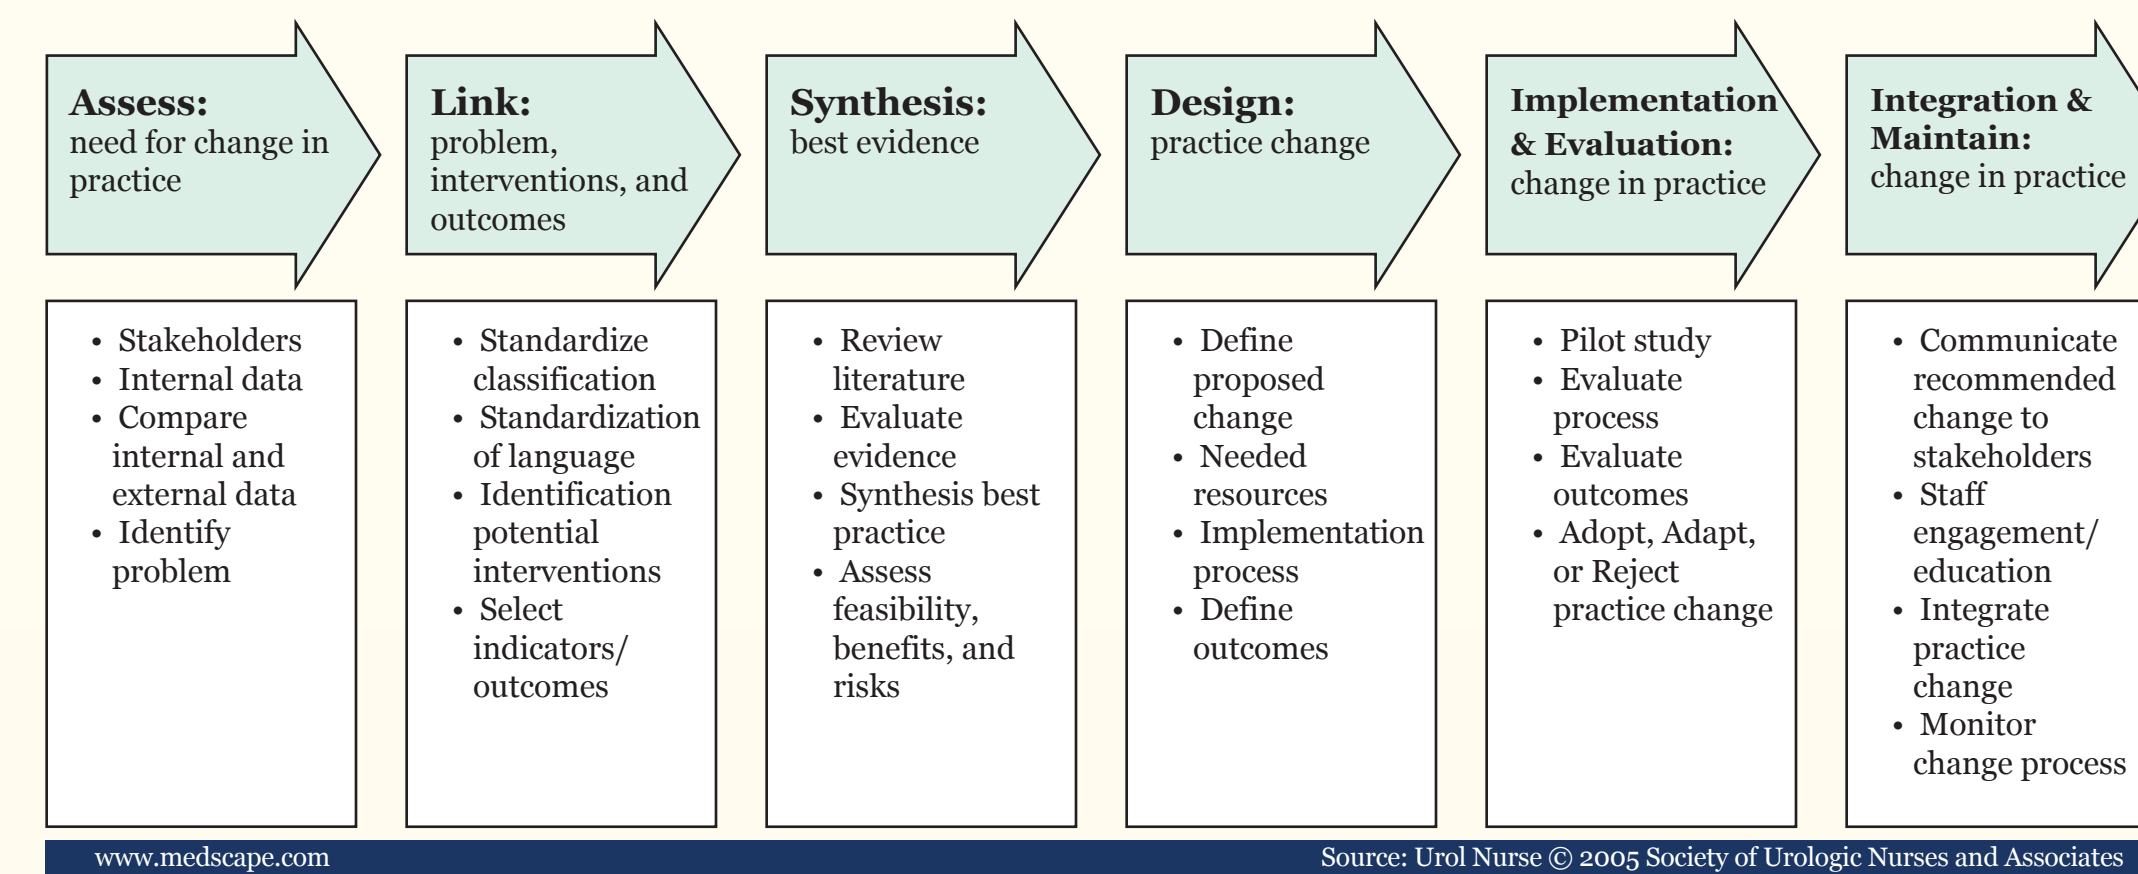 Assess:
need for change in
practice
Link:
problem,
interventions, and
outcomes
Synthesis:
best evidence
Design:
practice change
Implementation
& Evaluation:
change in practice
Integration &
Maintain:
change in practice
• Stakeholders
• Internal data
• Compare
internal and
external data
• Identify
problem
• Standardize
classification
• Standardization
of language
• Identification
potential
interventions
• Select
indicators/
outcomes
• Review
literature
• Evaluate
evidence
• Synthesis best
practice
• Assess
feasibility,
benefits, and
risks
• Define
proposed
change
• Needed
resources
• Implementation
process
• Define
outcomes
• Pilot study
• Evaluate
process
• Evaluate
outcomes
• Adopt, Adapt,
or Reject
practice change
• Communicate
recommended
change to
stakeholders
• Staff
engagement/
education
• Integrate
practice
change
• Monitor
change process
www.medscape.com
Source: Urol Nurse © 2005 Society of Urologic Nurses and Associates